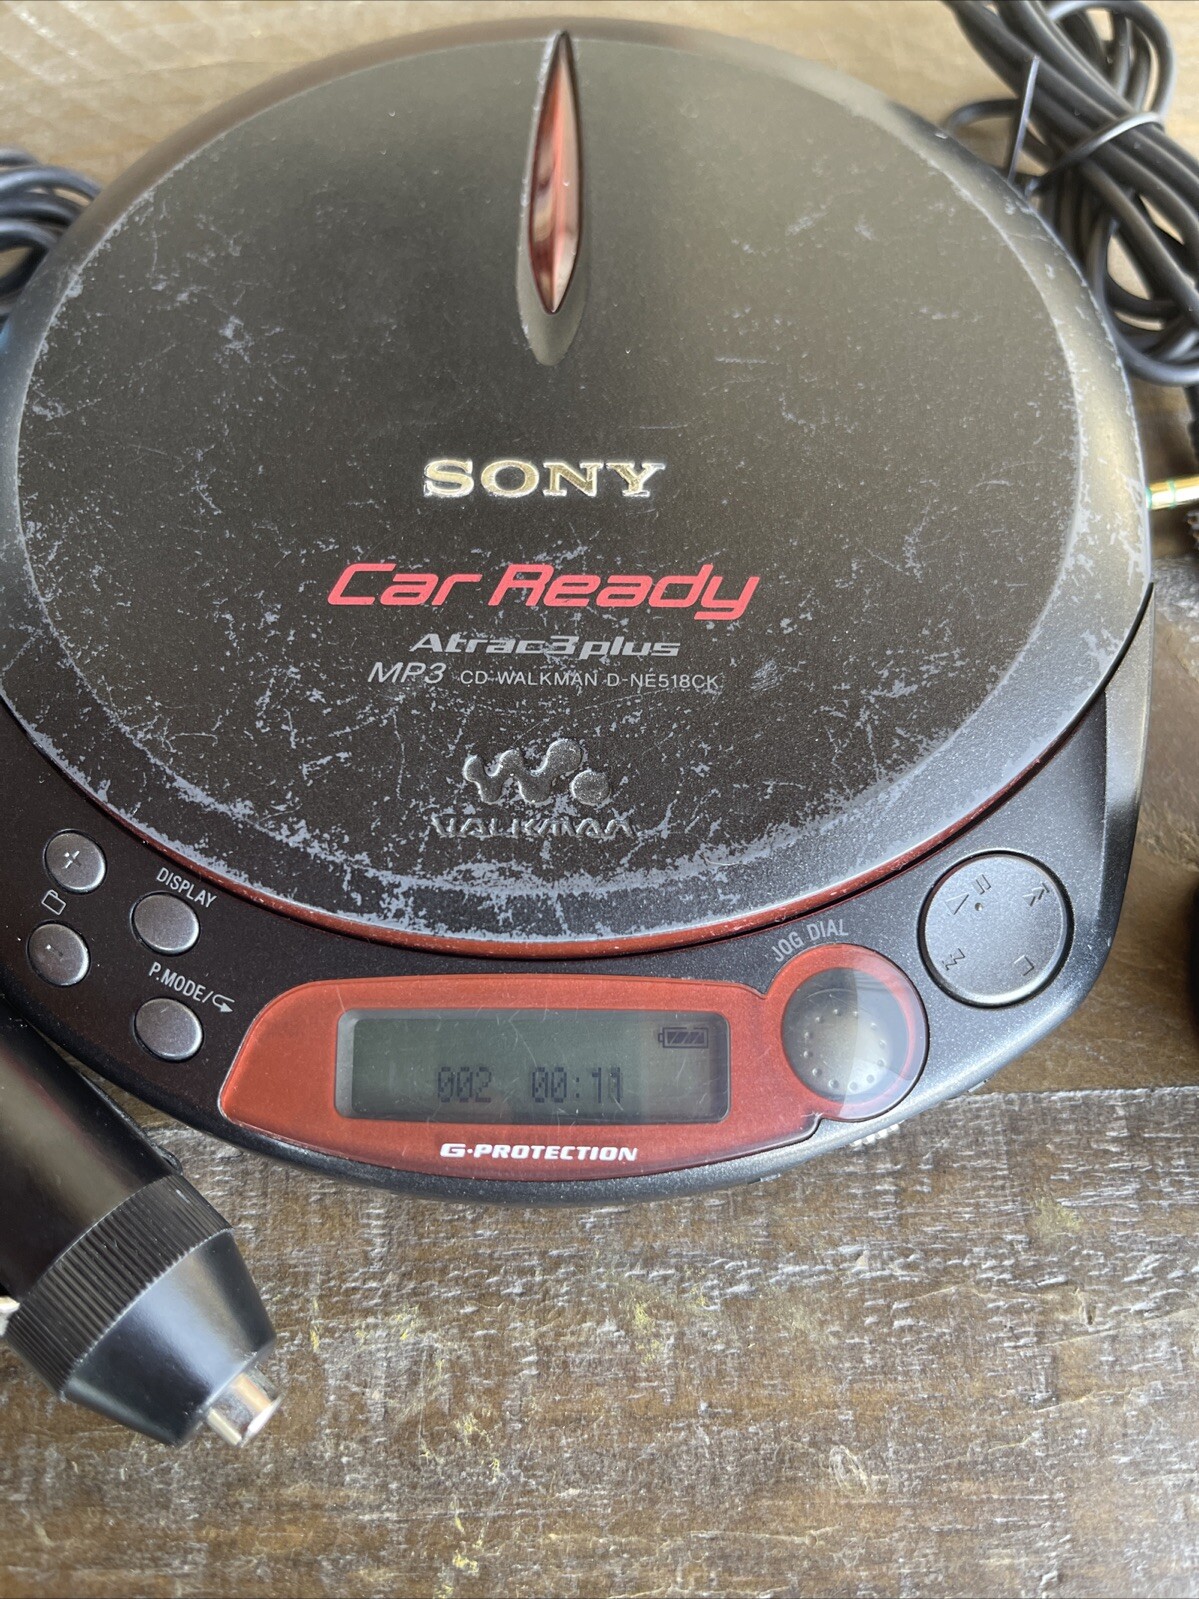 SONY
Car Ready
Atrac3plus
MP3 CD WALKMAN D-NE518CK
WALKMAN
DISPLAY
P.MODE/
JOG DIAL
002 00:11
G-PROTECTION